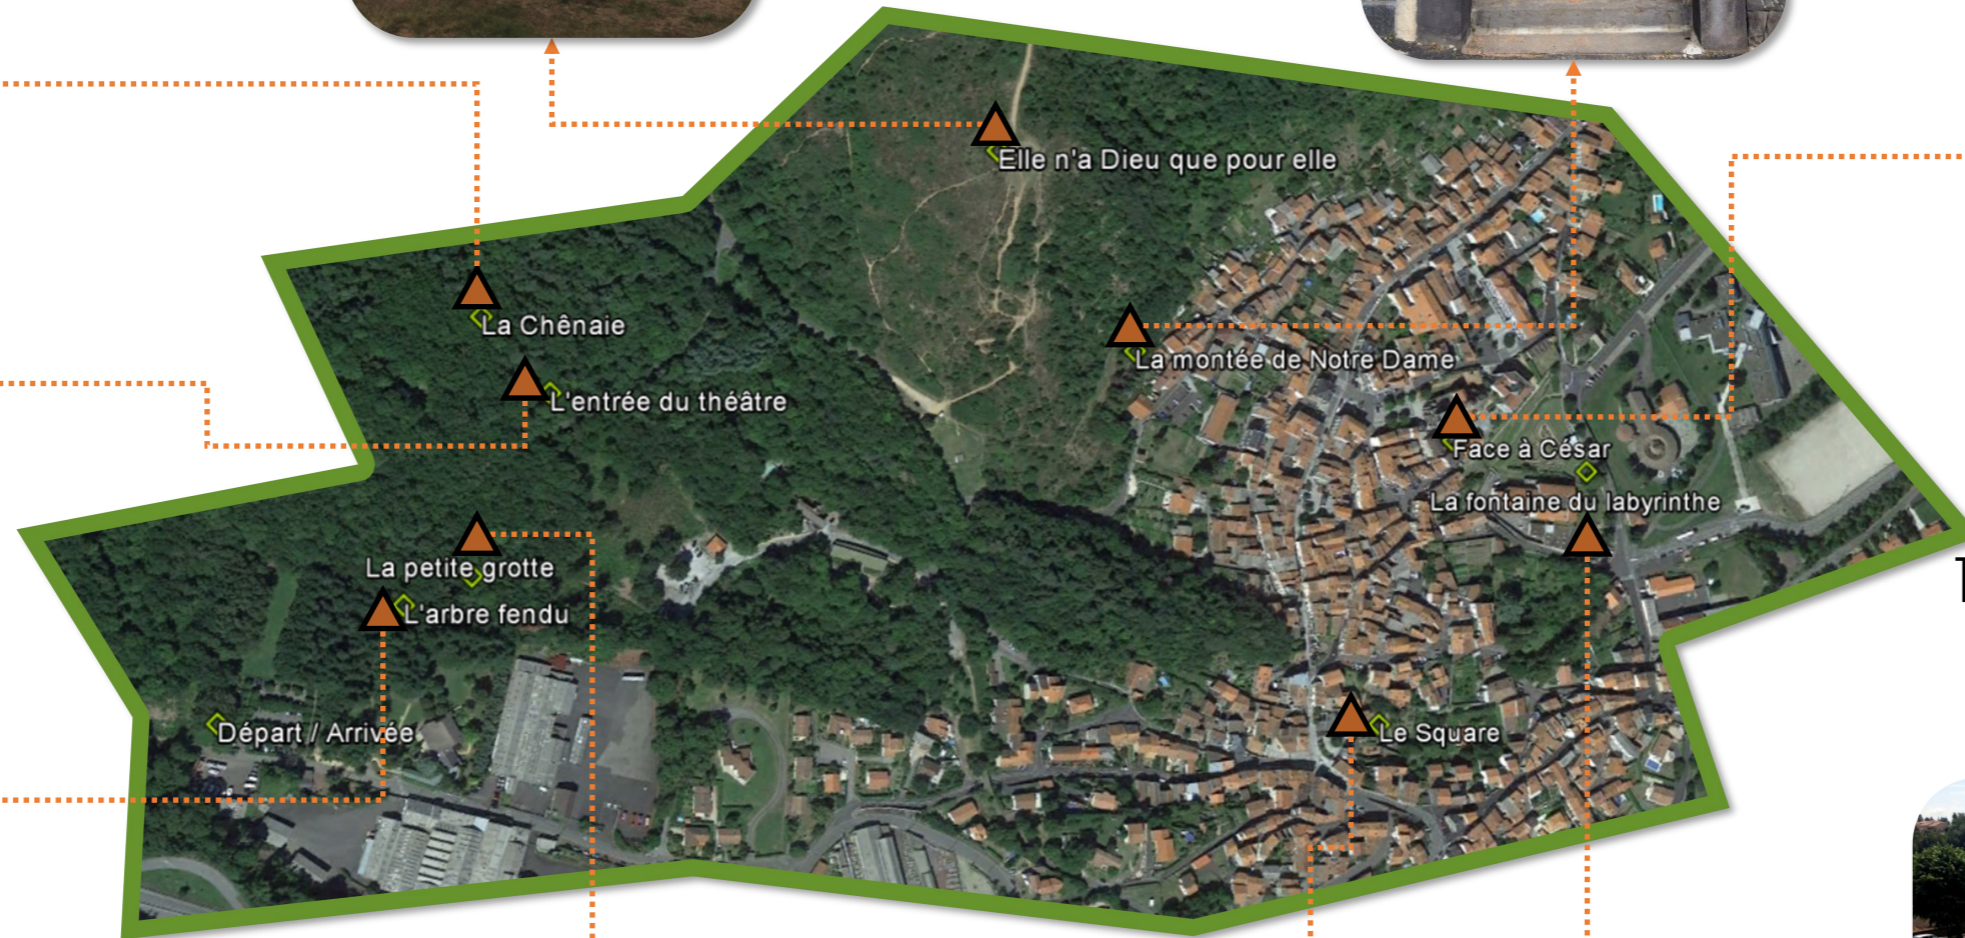 Elle n'a Dieu que pour elle
La Chênaie
La montée de Notre Dame
L'entrée du théâtre
Face à César
La fontaine du labyrinthe
La petite grotte
L'arbre fendu
Départ / Arrivée
Le Square